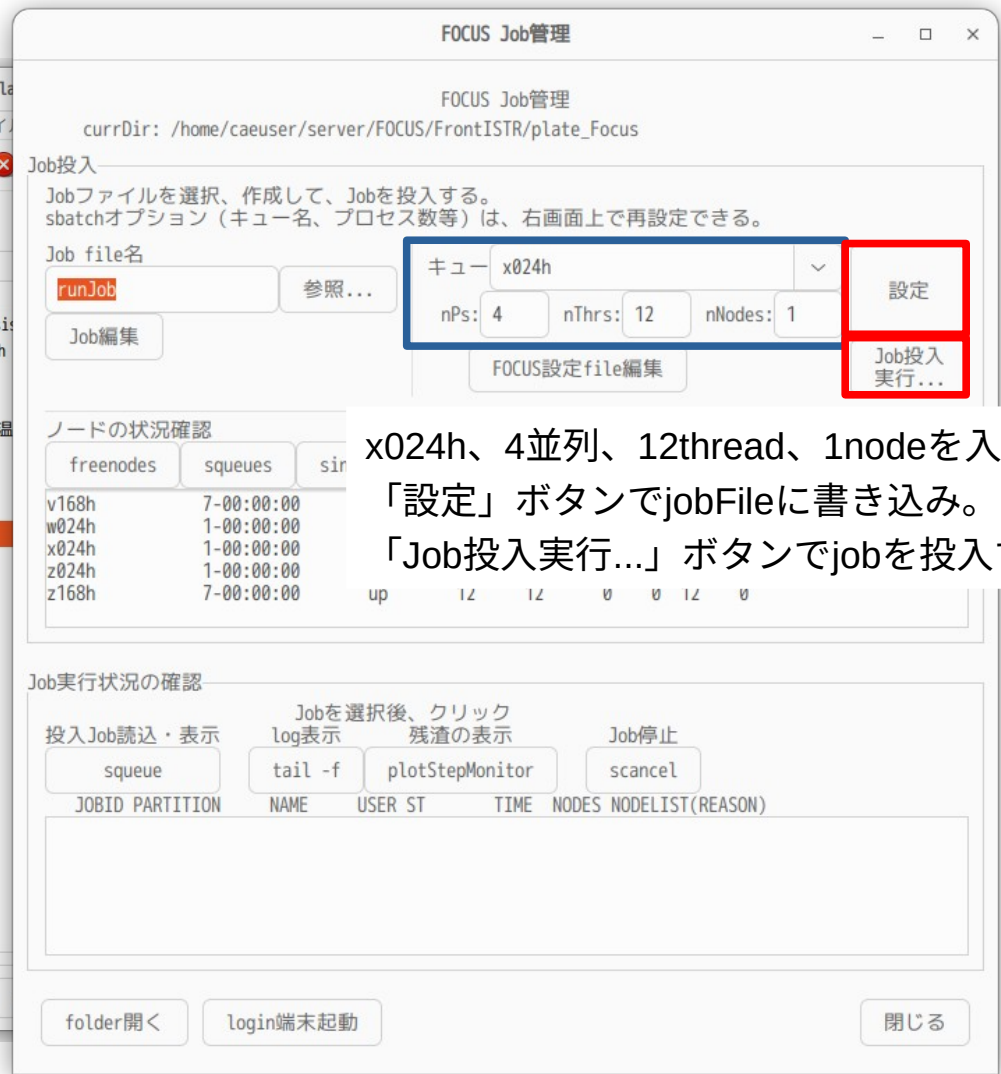 FOCUS Job管理
FOCUS Job管理
currDir: /home/caeuser/server/FOCUS/FrontISTR/plate_Focus
Job投入
Jobファイルを選択、作成して、Jobを投入する。
sbatchオプション（キュー名、プロセス数等）は、右画面上で再設定できる。
Job file名
runJob 参照...
Job編集
キュー x024h
nPs: 4 nThrs: 12 nNodes: 1
設定
FOCUS設定file編集
Job投入
実行...
ノードの状況確認
freenodes squeues sin
x024h、4並列、12thread、1nodeを入
「設定」ボタンでjobFileに書き込み。
「Job投入実行...」ボタンでjobを投入
v168h 7-00:00:00
w024h 1-00:00:00
x024h 1-00:00:00
z024h 1-00:00:00
z168h 7-00:00:00 up 12 12 0 0 12 0
Job実行状況の確認
Jobを選択後、クリック
投入Job読込・表示 log表示 残渣の表示 Job停止
squeue tail -f plotStepMonitor scancel
JOBID PARTITION NAME USER ST TIME NODES NODELIST(REASON)
folder開く login端末起動 閉じる